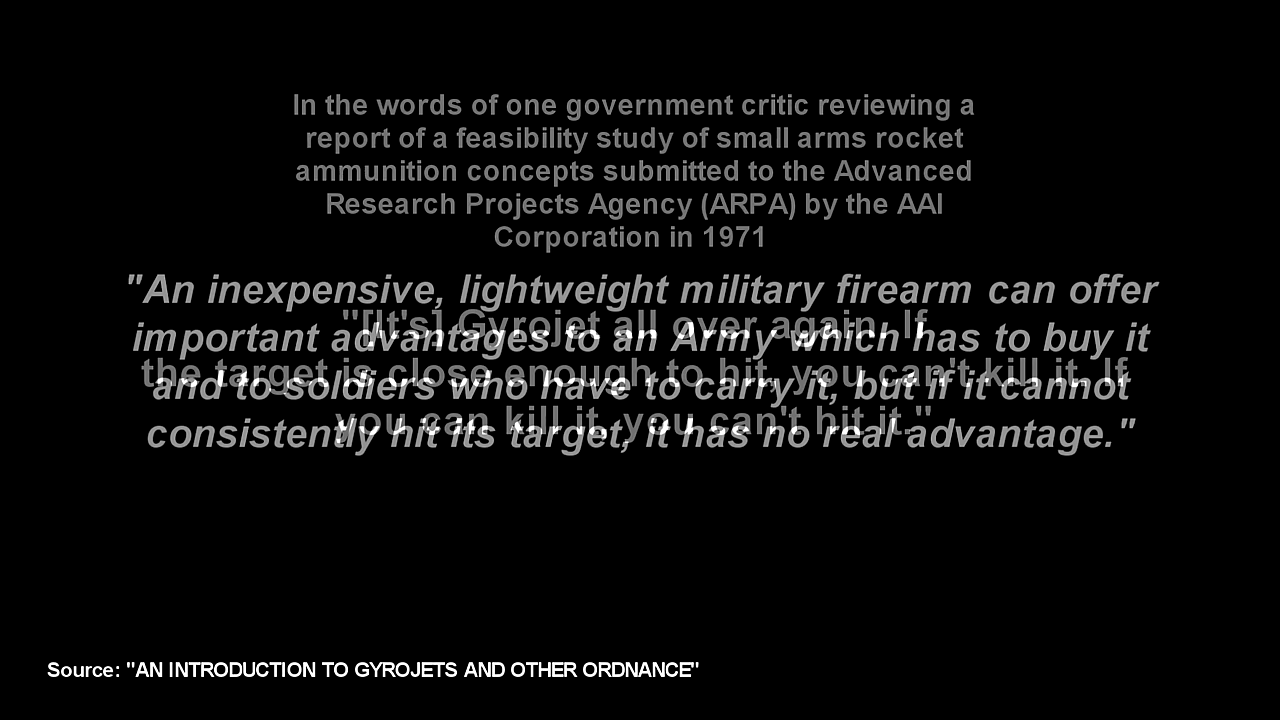 In the words of one government critic reviewing a
report of a feasibility study of small arms rocket
ammunition concepts submitted to the Advanced
Research Projects Agency (ARPA) by the AAI
Corporation in 1971
"An inexpensive, lightweight military firearm can offer
important advantages to an Army which has to buy it
and to soldiers who have to carry it, but if it cannot
consistently hit its target, it has no real advantage."
"[It's] Gyrojet all over again. If
the target is close enough to hit, you can't kill it. If
you can kill it, you can't hit it."
Source: "AN INTRODUCTION TO GYROJETS AND OTHER ORDNANCE"